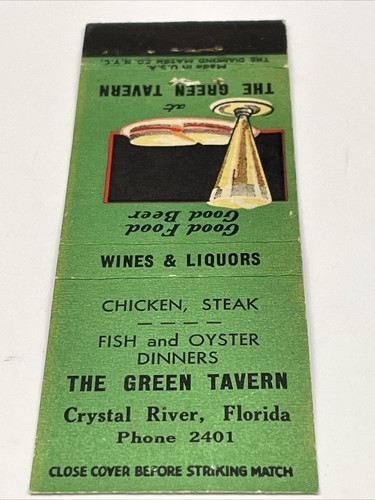 Made in U.S.A.
THE DIAMOND MATCH CO. N.Y.C.
THE GREEN TAVERN
at
Good Food
Good Beer
WINES & LIQUORS
CHICKEN, STAEK
FISH and OYSTER
DINNERS
THE GREEN TAVERN
Crystal River, Florida
Phone 2401
CLOSE COVER BEFORE STRIKING MATCH